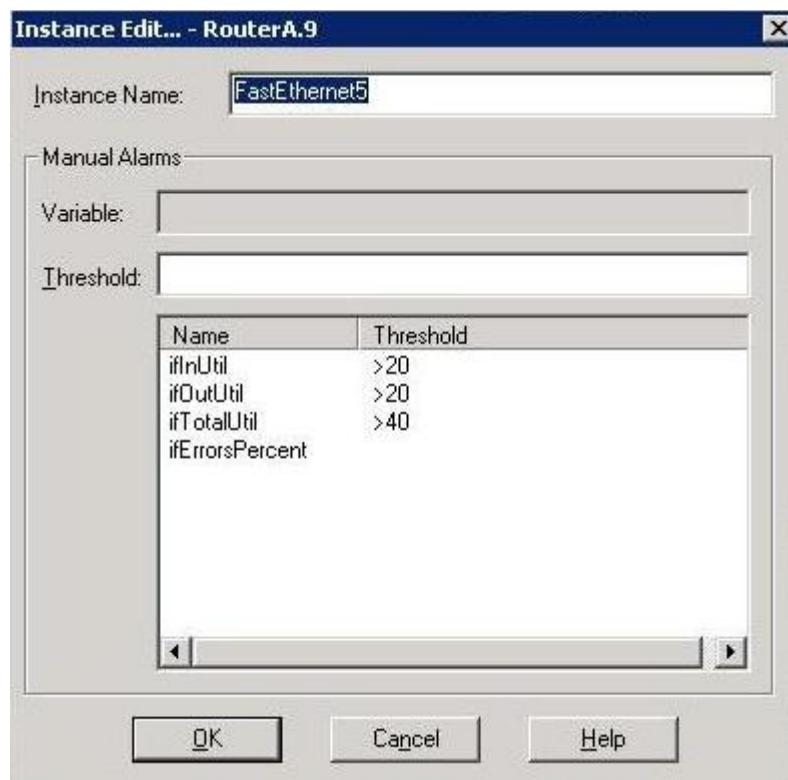 Instance Edit... - RouterA.9
Instance Name: FastEthernet5
Manual Alarms
Variable:
Threshold:
Name Threshold
ifInUtil >20
ifOutUtil >20
ifTotalUtil >40
ifErrorsPercent
OK Cancel Help